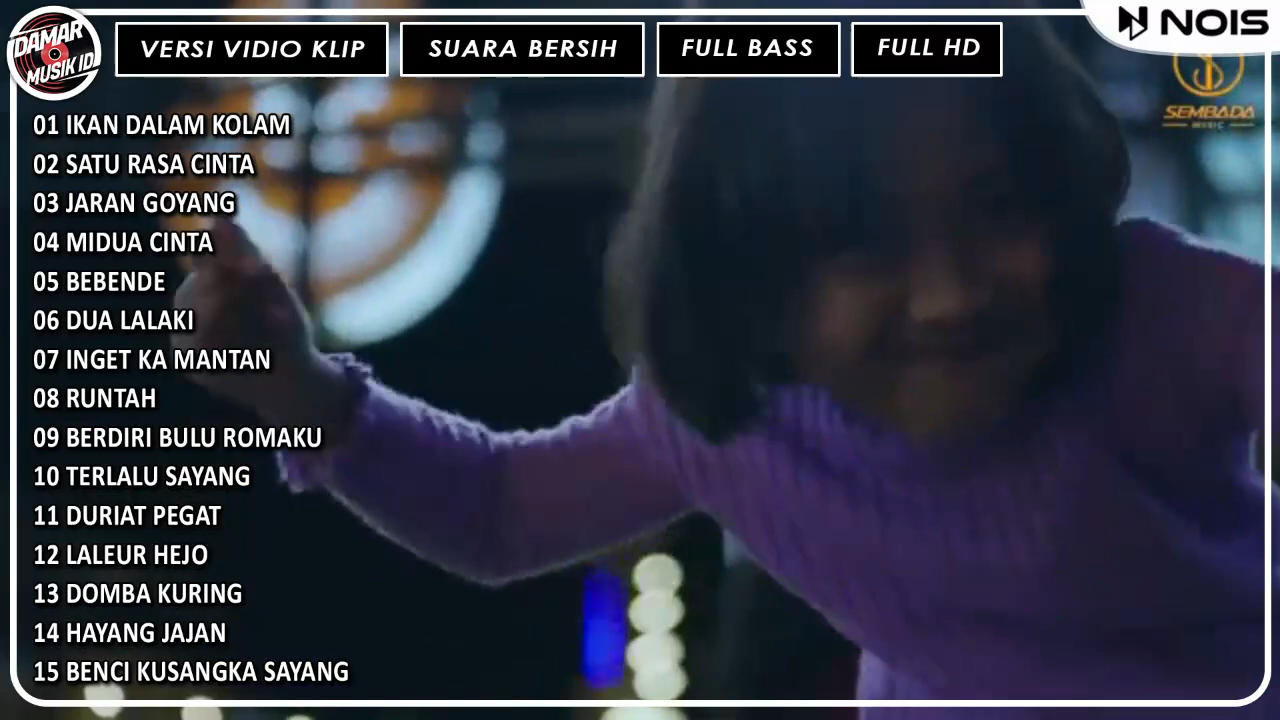 DAMAR
MUSIK ID
VERSI VIDIO KLIP
SUARA BERSIH
FULL BASS
FULL HD
NOIS
SEMBADA
MUSIC
01 IKAN DALAM KOLAM
02 SATU RASA CINTA
03 JARAN GOYANG
04 MIDUA CINTA
05 BEBENDE
06 DUA LALAKI
07 INGET KA MANTAN
08 RUNTAH
09 BERDIRI BULU ROMAKU
10 TERLALU SAYANG
11 DURIAT PEGAT
12 LALEUR HEJO
13 DOMBA KURING
14 HAYANG JAJAN
15 BENCI KUSANGKA SAYANG